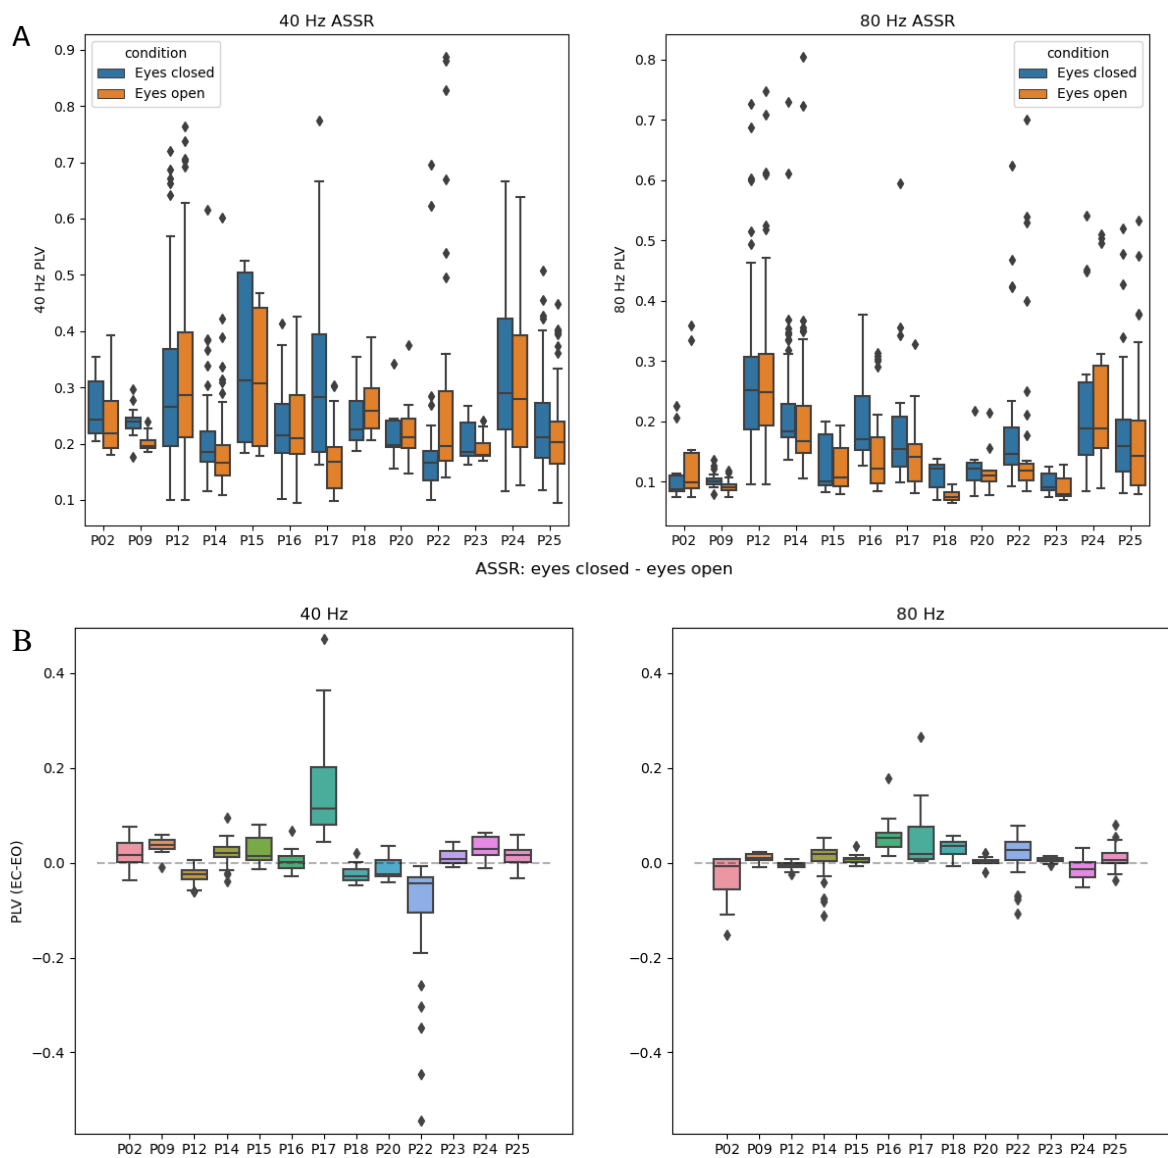 A
40 Hz ASSR
80 Hz ASSR
condition
Eyes closed
Eyes open
condition
Eyes closed
Eyes open
40 Hz PLV
0.9
0.8
0.7
0.6
0.5
0.4
0.3
0.2
0.1
80 Hz PLV
0.8
0.7
0.6
0.5
0.4
0.3
0.2
0.1
P02 P09 P12 P14 P15 P16 P17 P18 P20 P22 P23 P24 P25
P02 P09 P12 P14 P15 P16 P17 P18 P20 P22 P23 P24 P25
ASSR: eyes closed - eyes open
B
40 Hz
80 Hz
PLV (EC-EO)
0.4
0.2
0.0
−0.2
−0.4
0.4
0.2
0.0
−0.2
−0.4
P02 P09 P12 P14 P15 P16 P17 P18 P20 P22 P23 P24 P25
P02 P09 P12 P14 P15 P16 P17 P18 P20 P22 P23 P24 P25